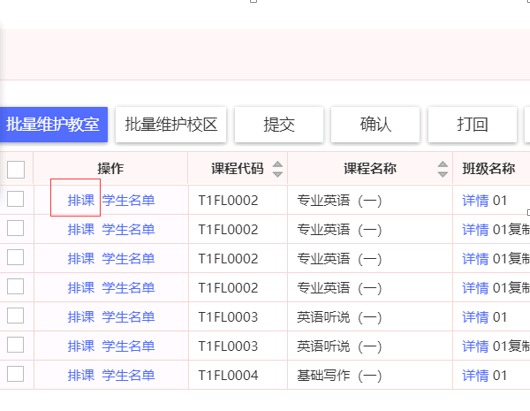 批量维护教室 批量维护校区 提交 确认 打回
操作 课程代码 课程名称 班级名称
排课 学生名单 T1FL0002 专业英语（一） 详情 01
排课 学生名单 T1FL0002 专业英语（一） 详情 01复制
排课 学生名单 T1FL0002 专业英语（一） 详情 01复制
排课 学生名单 T1FL0002 专业英语（一） 详情 01复制
排课 学生名单 T1FL0003 英语听说（一） 详情 01
排课 学生名单 T1FL0003 英语听说（一） 详情 01复制
排课 学生名单 T1FL0004 基础写作（一） 详情 01